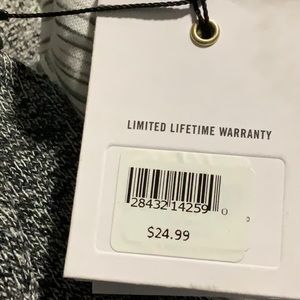 LIMITED LIFETIME WARRANTY
28432 14259 0
$24.99